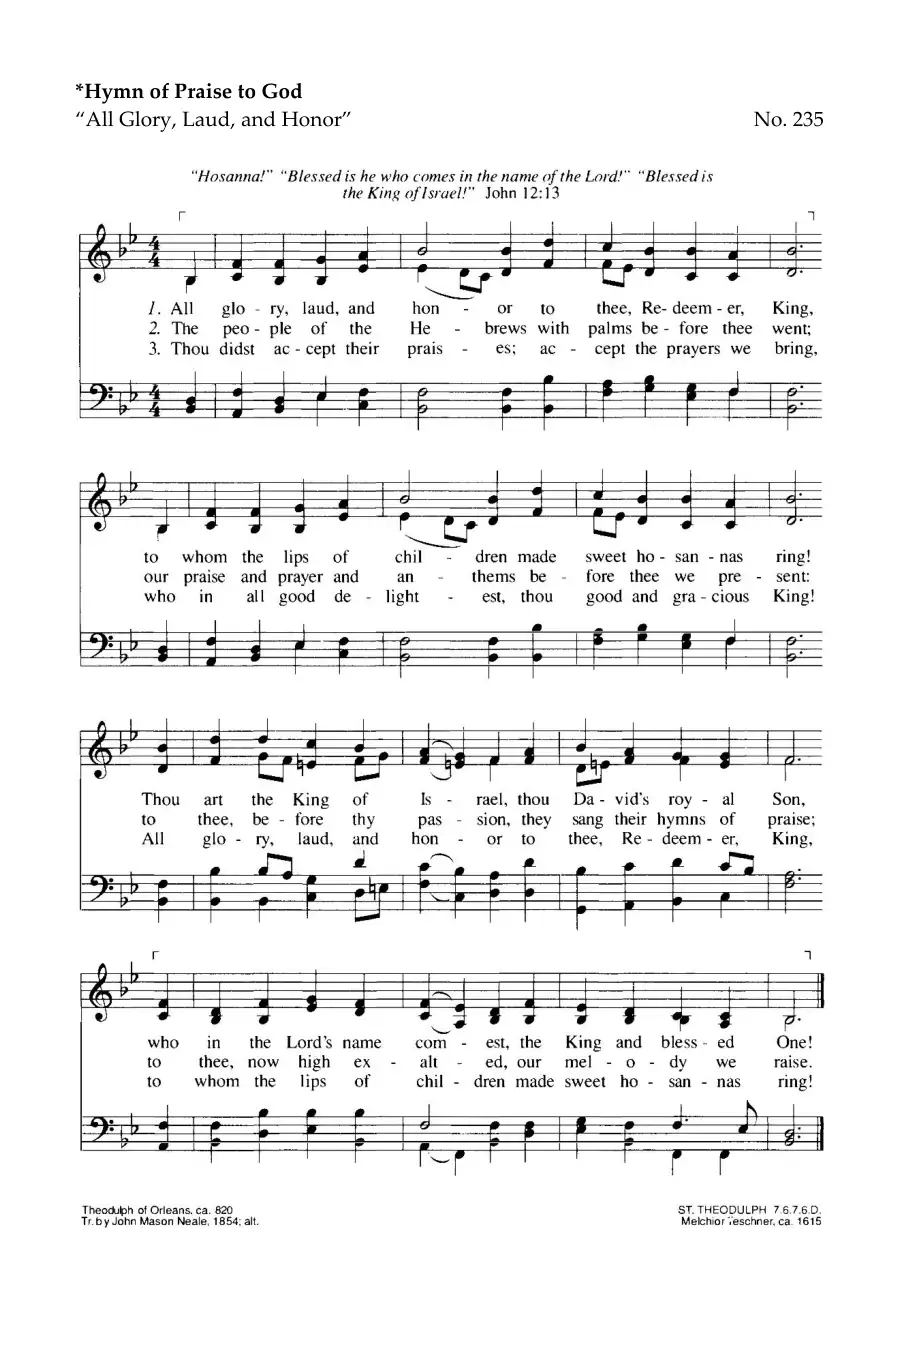 *Hymn of Praise to God
“All Glory, Laud, and Honor” No. 235
“Hosanna!” “Blessed is he who comes in the name of the Lord!” “Blessed is
the King of Israel!” John 12:13
1. All glo - ry, laud, and hon - or to thee, Re- deem - er, King,
2. The peo - ple of the He - brews with palms be - fore thee went;
3. Thou didst ac - cept their prais - es; ac - cept the prayers we bring,
to whom the lips of chil - dren made sweet ho - san - nas ring!
our praise and prayer and an - thems be - fore thee we pre - sent:
who in all good de - light - est, thou good and gra - cious King!
Thou art the King of Is - rael, thou Da - vid's roy - al Son,
to thee, be - fore thy pas - sion, they sang their hymns of praise;
All glo - ry, laud, and hon - or to thee, Re - deem - er, King,
who in the Lord's name com - est, the King and bless - ed One!
to thee, now high ex - alt - ed, our mel - o - dy we raise.
to whom the lips of chil - dren made sweet ho - san - nas ring!
Theodulph of Orleans, ca. 820 ST. THEODULPH 7.6.7.6.D.
Tr. by John Mason Neale, 1854; alt. Melchior Teschner, ca. 1615